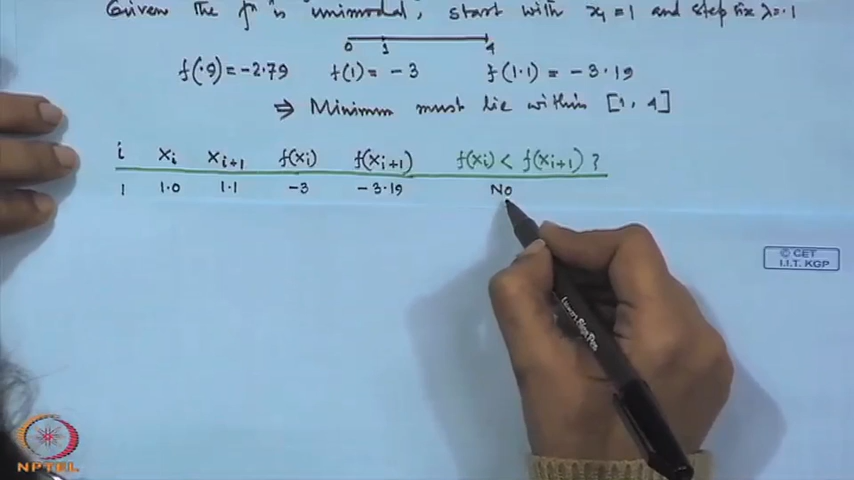 Given the fⁿ is unimodal, start with x₁ = 1 and step size λ = .1
0 1 4
f(.9) = -2.79 f(1) = -3 f(1.1) = -3.19
⇒ Minimum must lie within [1, 4]
i Xi Xi+1 f(Xi) f(Xi+1) f(Xi) < f(Xi+1) ?
1 1.0 1.1 -3 -3.19 No
© CET
I.I.T. KGP
NPTEL